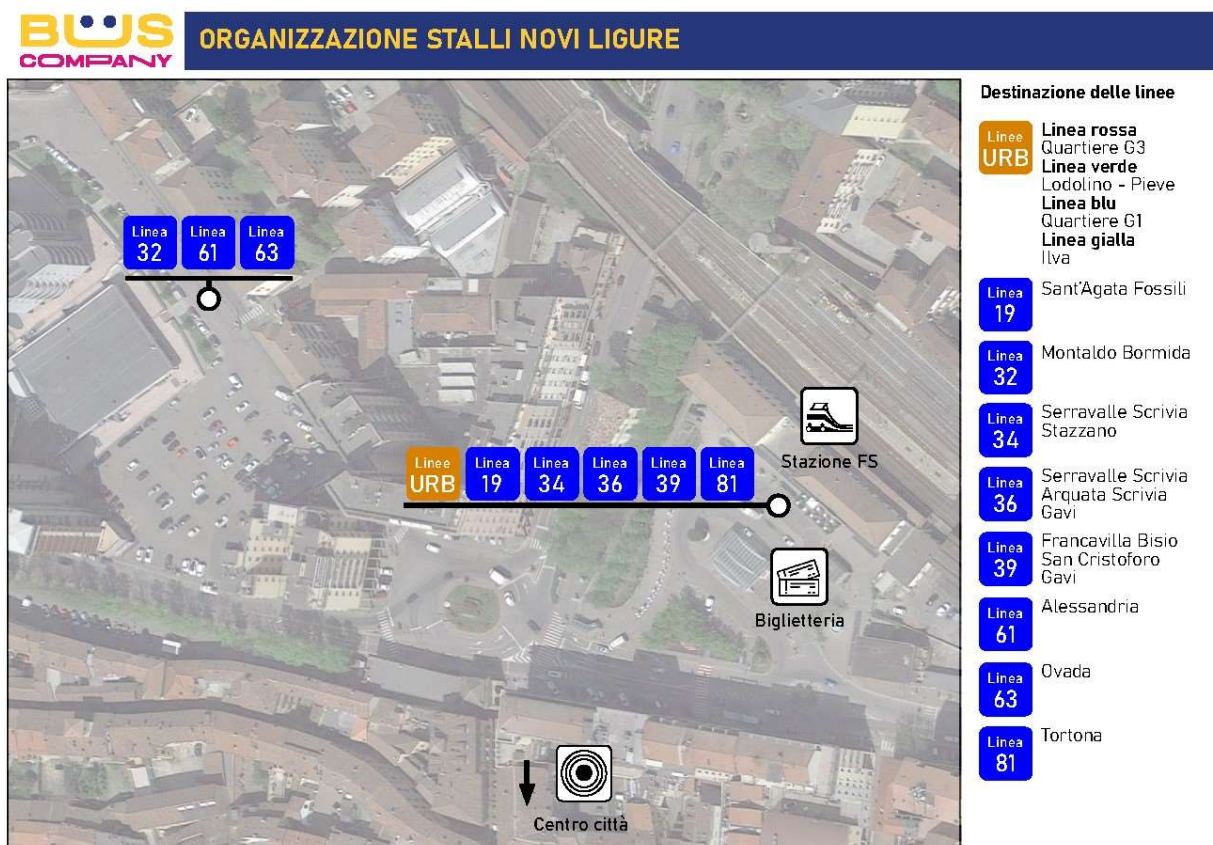 BUS
COMPANY
ORGANIZZAZIONE STALLI NOVI LIGURE
Linea
32
Linea
61
Linea
63
Linee
URB
Linea
19
Linea
34
Linea
36
Linea
39
Linea
81
Stazione FS
Biglietteria
Centro città
Destinazione delle linee
Linee
URB
Linea rossa
Quartiere G3
Linea verde
Lodolino - Pieve
Linea blu
Quartiere G1
Linea gialla
Ilva
Linea
19
Sant'Agata Fossili
Linea
32
Montaldo Bormida
Linea
34
Serravalle Scrivia
Stazzano
Linea
36
Serravalle Scrivia
Arquata Scrivia
Gavi
Linea
39
Francavilla Bisio
San Cristoforo
Gavi
Linea
61
Alessandria
Linea
63
Ovada
Linea
81
Tortona